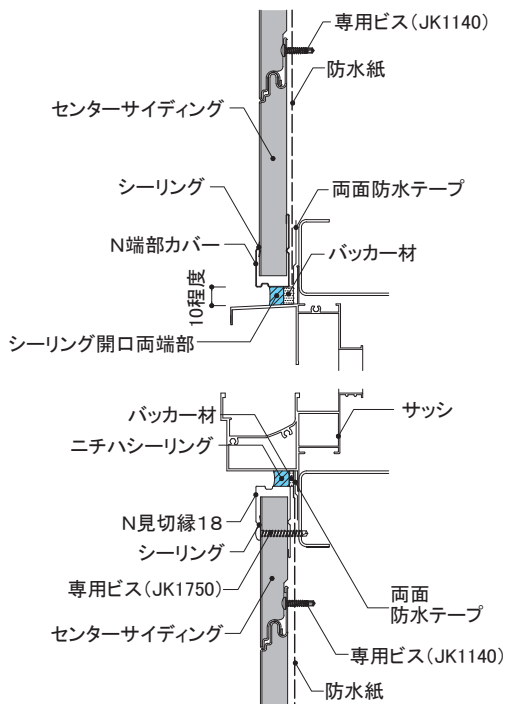 専用ビス（JK1140）
防水紙
センターサイディング
シーリング
両面防水テープ
N端部カバー
バッカー材
10程度
シーリング開口両端部
バッカー材
サッシ
ニチハシーリング
N見切縁18
シーリング
専用ビス（JK1750）
両面
防水テープ
センターサイディング
専用ビス（JK1140）
防水紙